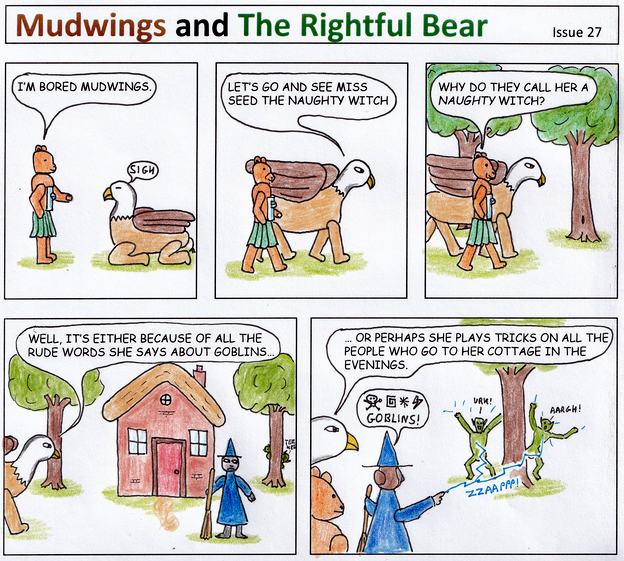 Mudwings and The Rightful Bear
Issue 27
I'M BORED MUDWINGS.
SIGH
LET'S GO AND SEE MISS
SEED THE NAUGHTY WITCH
WHY DO THEY CALL HER A
NAUGHTY WITCH?
WELL, IT'S EITHER BECAUSE OF ALL THE
RUDE WORDS SHE SAYS ABOUT GOBLINS...
TEE
HEE
... OR PERHAPS SHE PLAYS TRICKS ON ALL THE
PEOPLE WHO GO TO HER COTTAGE IN THE
EVENINGS.
GOBLINS!
URK!
AARGH!
ZZAAPPP!